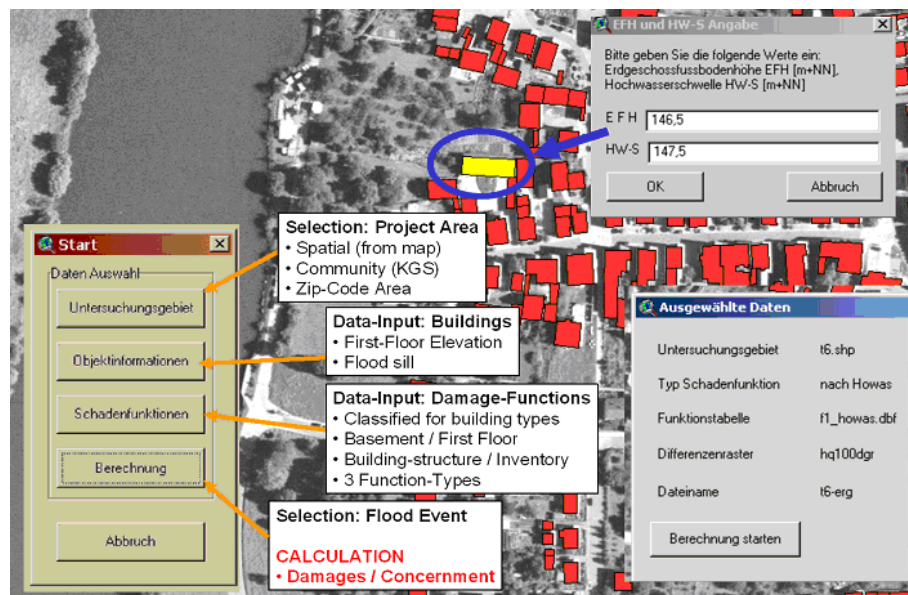 EFH und HW-S Angabe
Bitte geben Sie die folgende Werte ein:
Erdgeschossfussbodenhöhe EFH [m+NN],
Hochwasserschwelle HW-S [m+NN]
E F H 146,5
HW-S 147,5
OK Abbruch
Start
Daten Auswahl
Untersuchungsgebiet
Objektinformationen
Schadenfunktionen
Berechnung
Abbruch
Selection: Project Area
• Spatial (from map)
• Community (KGS)
• Zip-Code Area
Data-Input: Buildings
• First-Floor Elevation
• Flood sill
Data-Input: Damage-Functions
• Classified for building types
• Basement / First Floor
• Building-structure / Inventory
• 3 Function-Types
Selection: Flood Event
CALCULATION
• Damages / Concernment
Ausgewählte Daten
Untersuchungsgebiet t6.shp
Typ Schadenfunktion nach Howas
Funktionstabelle f1_howas.dbf
Differenzenraster hq100dgr
Dateiname t6-erg
Berechnung starten